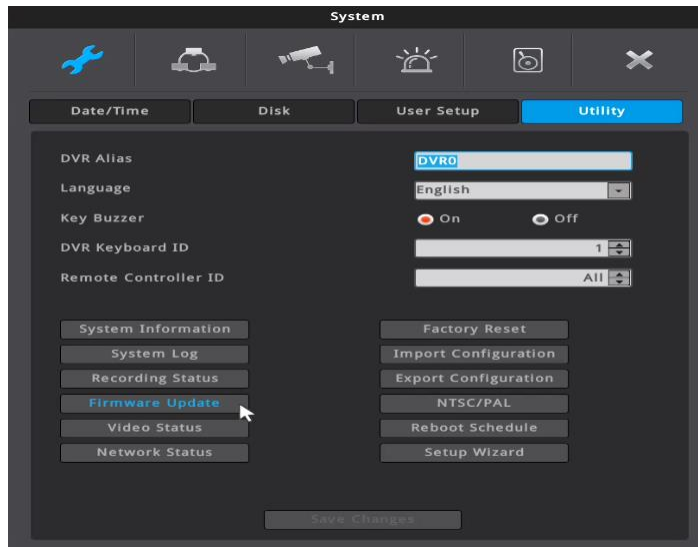 System
Date/Time Disk User Setup Utility
DVR Alias DVR0
Language English
Key Buzzer On Off
DVR Keyboard ID 1
Remote Controller ID All
System Information Factory Reset
System Log Import Configuration
Recording Status Export Configuration
Firmware Update NTSC/PAL
Video Status Reboot Schedule
Network Status Setup Wizard
Save Changes